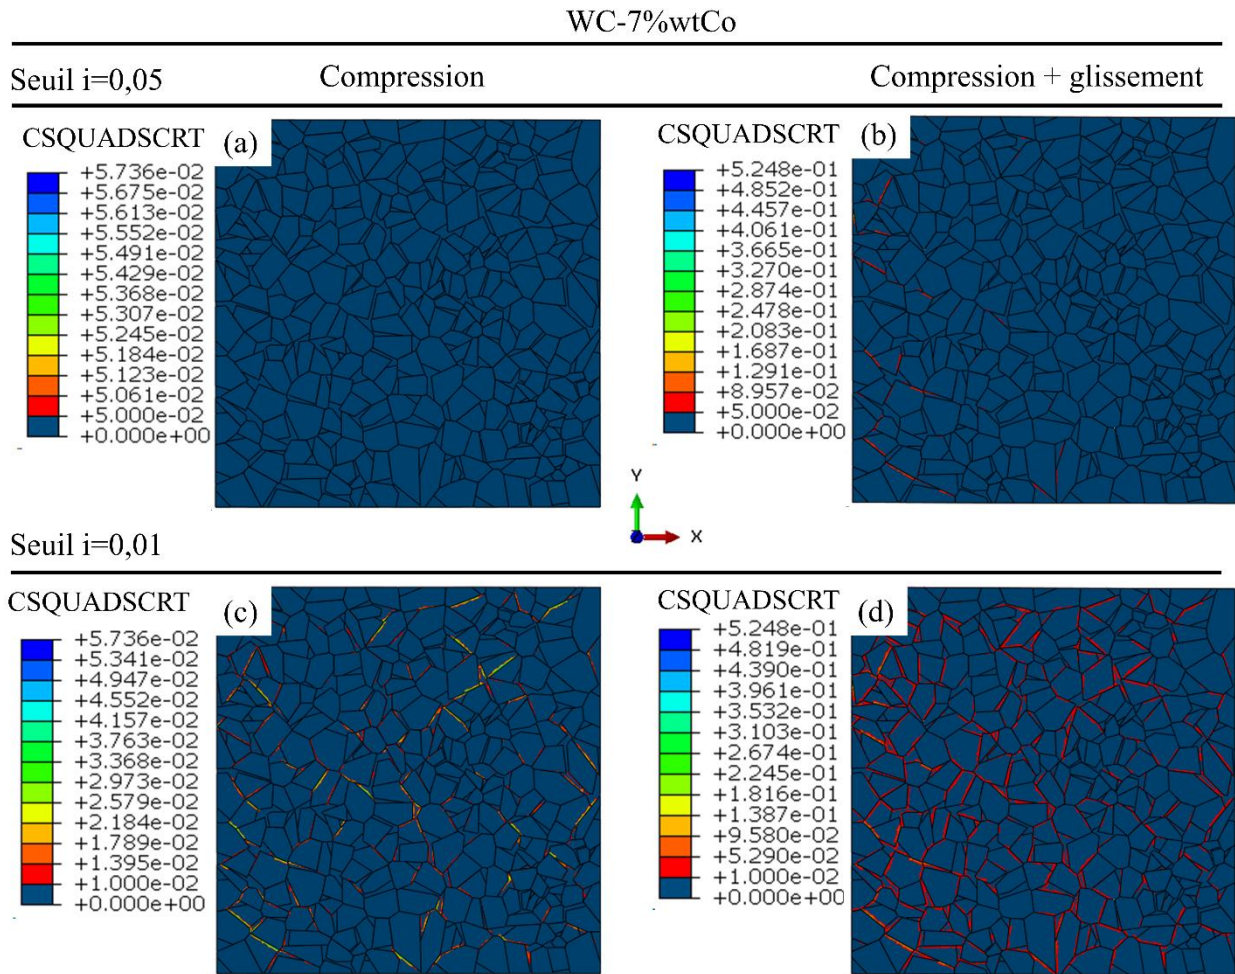 WC-7%wtCo
Seuil i=0,05
Compression
Compression + glissement
CSQUADSCRT
(a)
+5.736e-02
+5.675e-02
+5.613e-02
+5.552e-02
+5.491e-02
+5.429e-02
+5.368e-02
+5.307e-02
+5.245e-02
+5.184e-02
+5.123e-02
+5.061e-02
+5.000e-02
+0.000e+00
CSQUADSCRT
(b)
+5.248e-01
+4.852e-01
+4.457e-01
+4.061e-01
+3.665e-01
+3.270e-01
+2.874e-01
+2.478e-01
+2.083e-01
+1.687e-01
+1.291e-01
+8.957e-02
+5.000e-02
+0.000e+00
Y
X
Seuil i=0,01
CSQUADSCRT
(c)
+5.736e-02
+5.341e-02
+4.947e-02
+4.552e-02
+4.157e-02
+3.763e-02
+3.368e-02
+2.973e-02
+2.579e-02
+2.184e-02
+1.789e-02
+1.395e-02
+1.000e-02
+0.000e+00
CSQUADSCRT
(d)
+5.248e-01
+4.819e-01
+4.390e-01
+3.961e-01
+3.532e-01
+3.103e-01
+2.674e-01
+2.245e-01
+1.816e-01
+1.387e-01
+9.580e-02
+5.290e-02
+1.000e-02
+0.000e+00